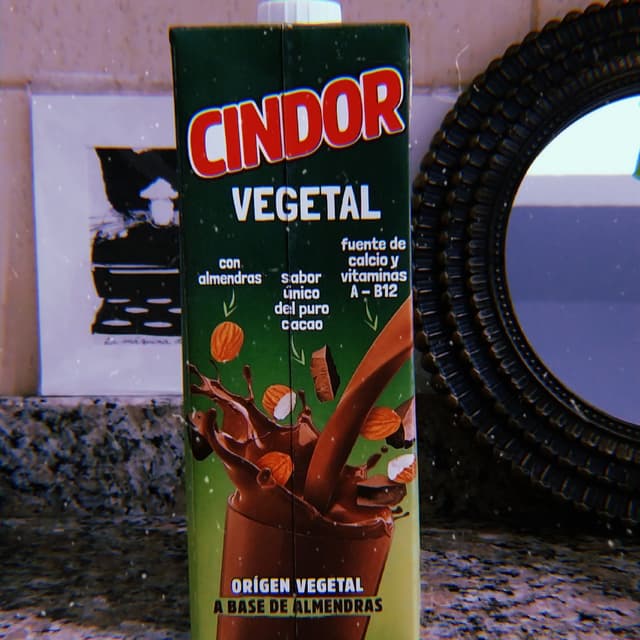 CINDOR
VEGETAL
con
almendras
sabor
único
del puro
cacao
fuente de
calcio y
vitaminas
A - B12
ORÍGEN VEGETAL
A BASE DE ALMENDRAS